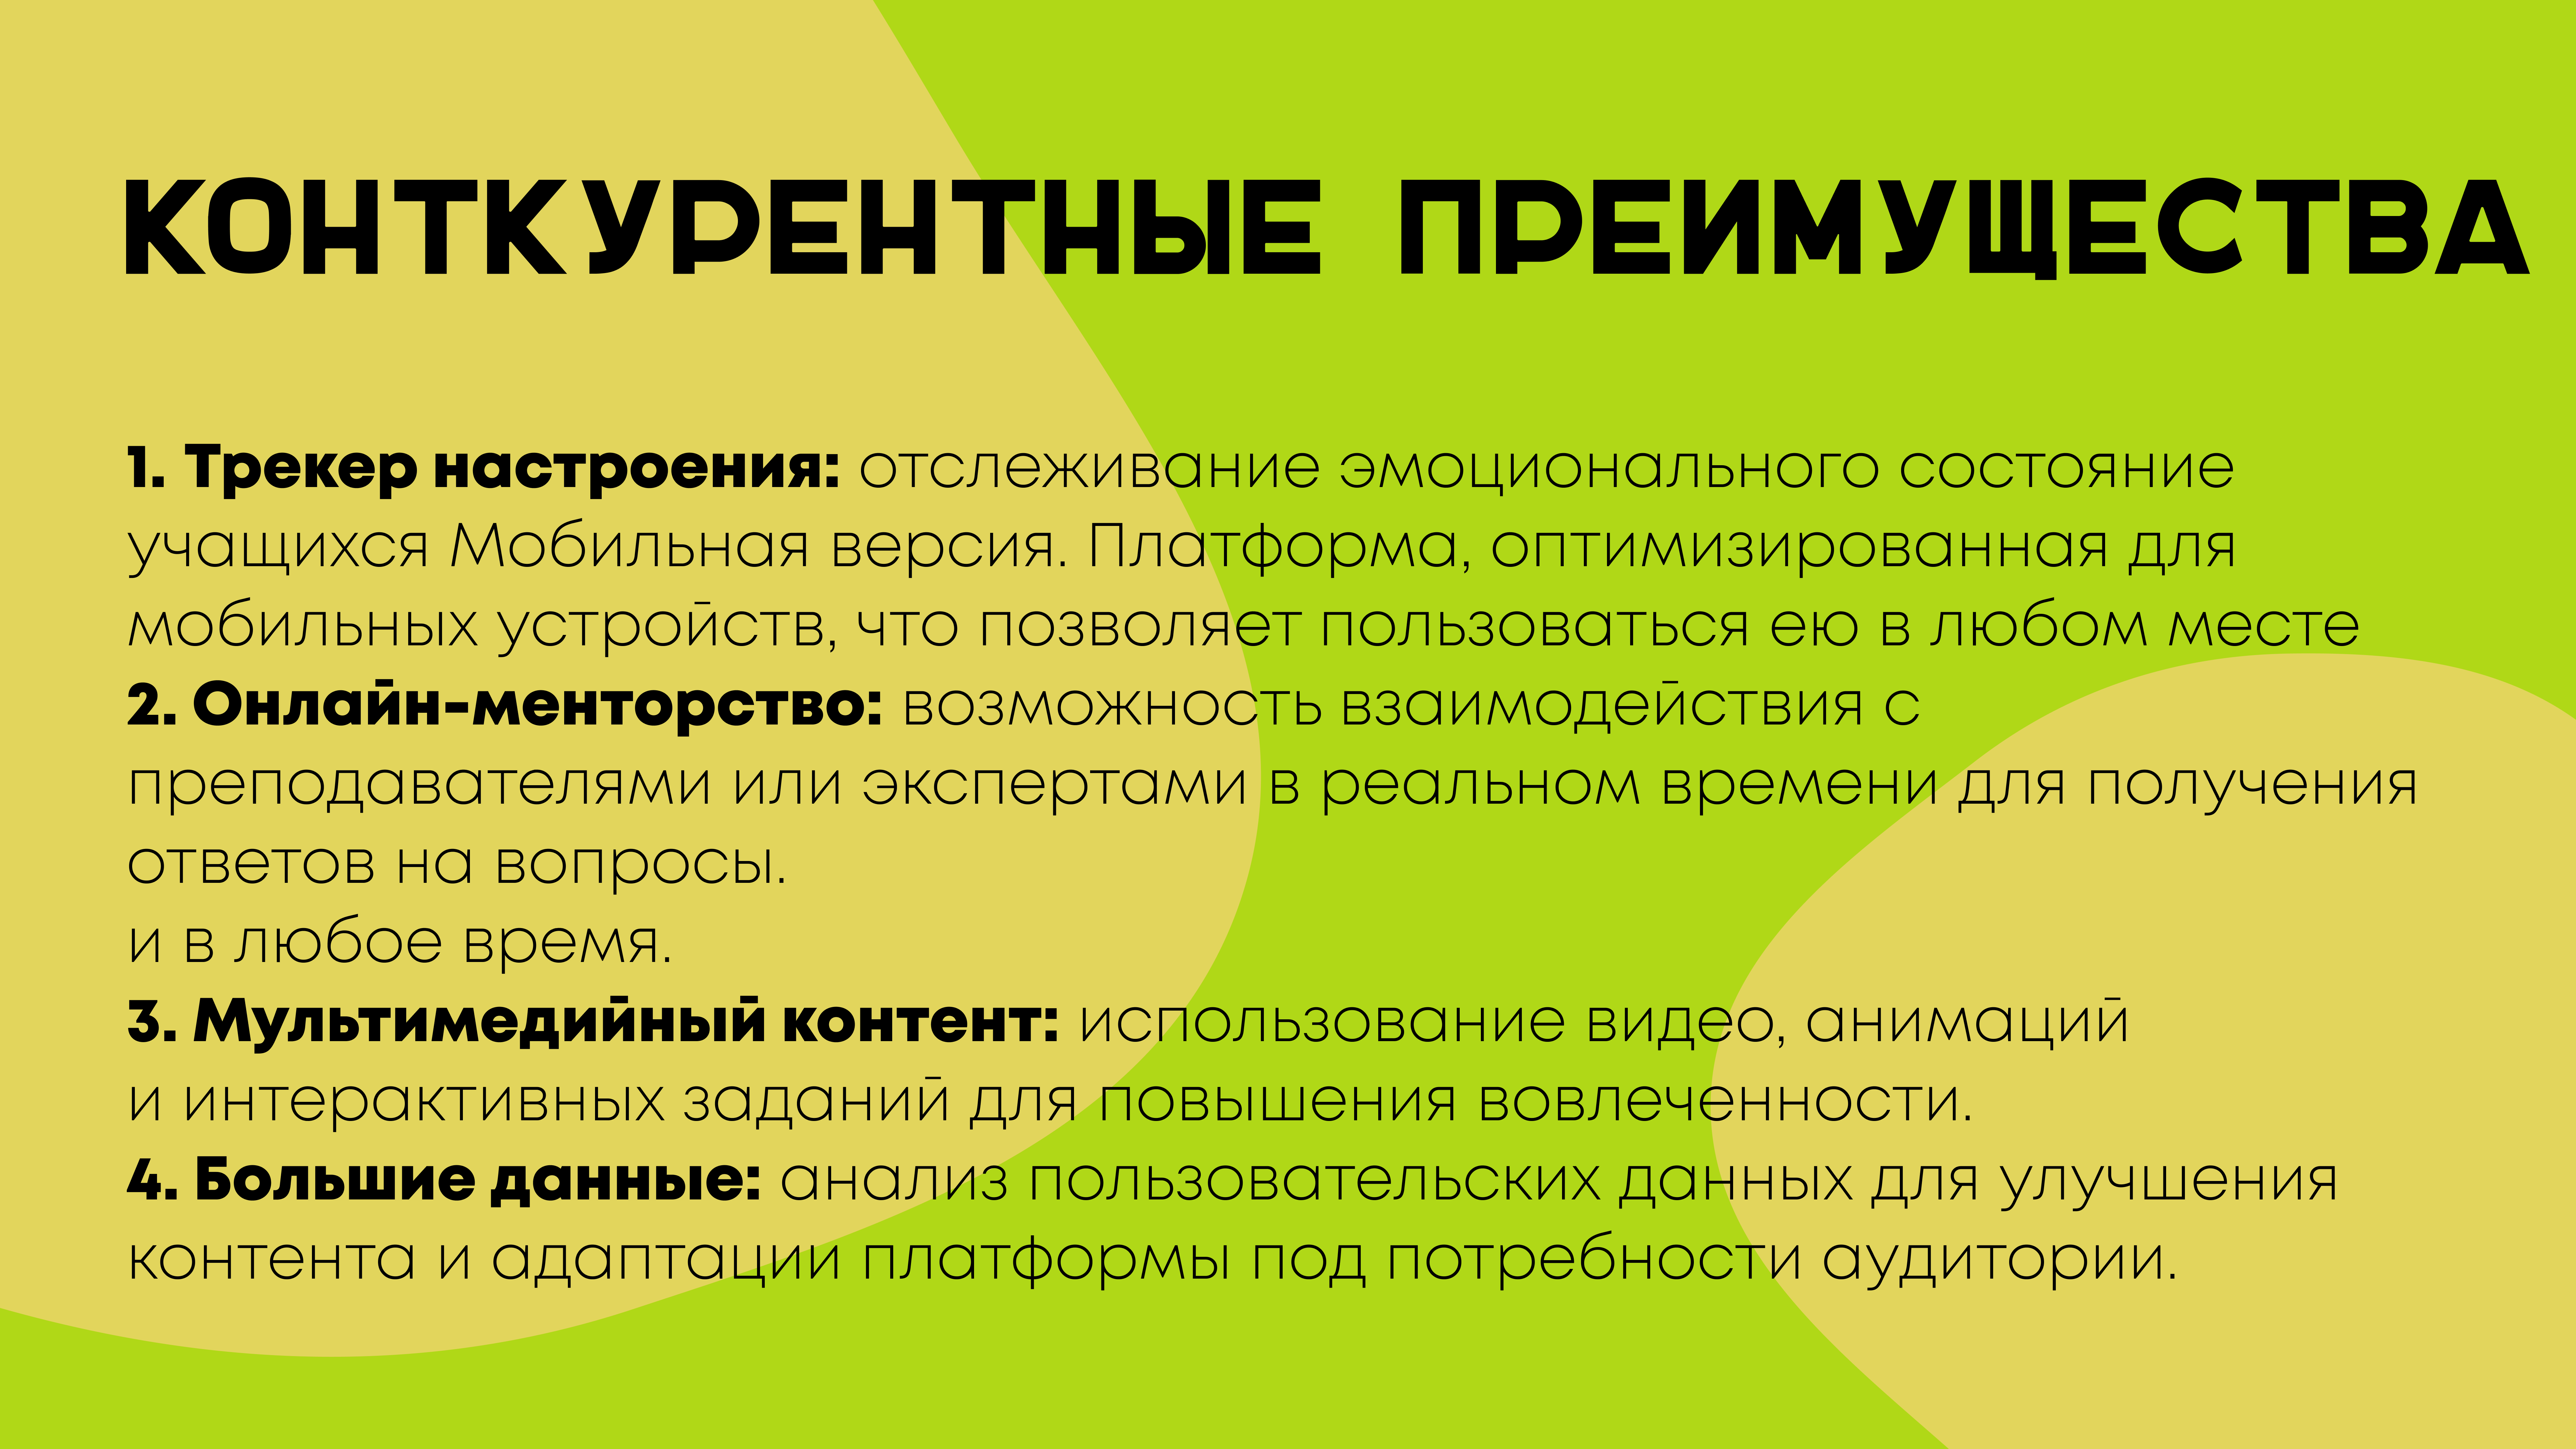 КОНТКУРЕНТНЫЕ ПРЕИМУЩЕСТВА
1. Трекер настроения: отслеживание эмоционального состояние
учащихся Мобильная версия. Платформа, оптимизированная для
мобильных устройств, что позволяет пользоваться ею в любом месте
2. Онлайн-менторство: возможность взаимодействия с
преподавателями или экспертами в реальном времени для получения
ответов на вопросы.
и в любое время.
3. Мультимедийный контент: использование видео, анимаций
и интерактивных заданий для повышения вовлеченности.
4. Большие данные: анализ пользовательских данных для улучшения
контента и адаптации платформы под потребности аудитории.